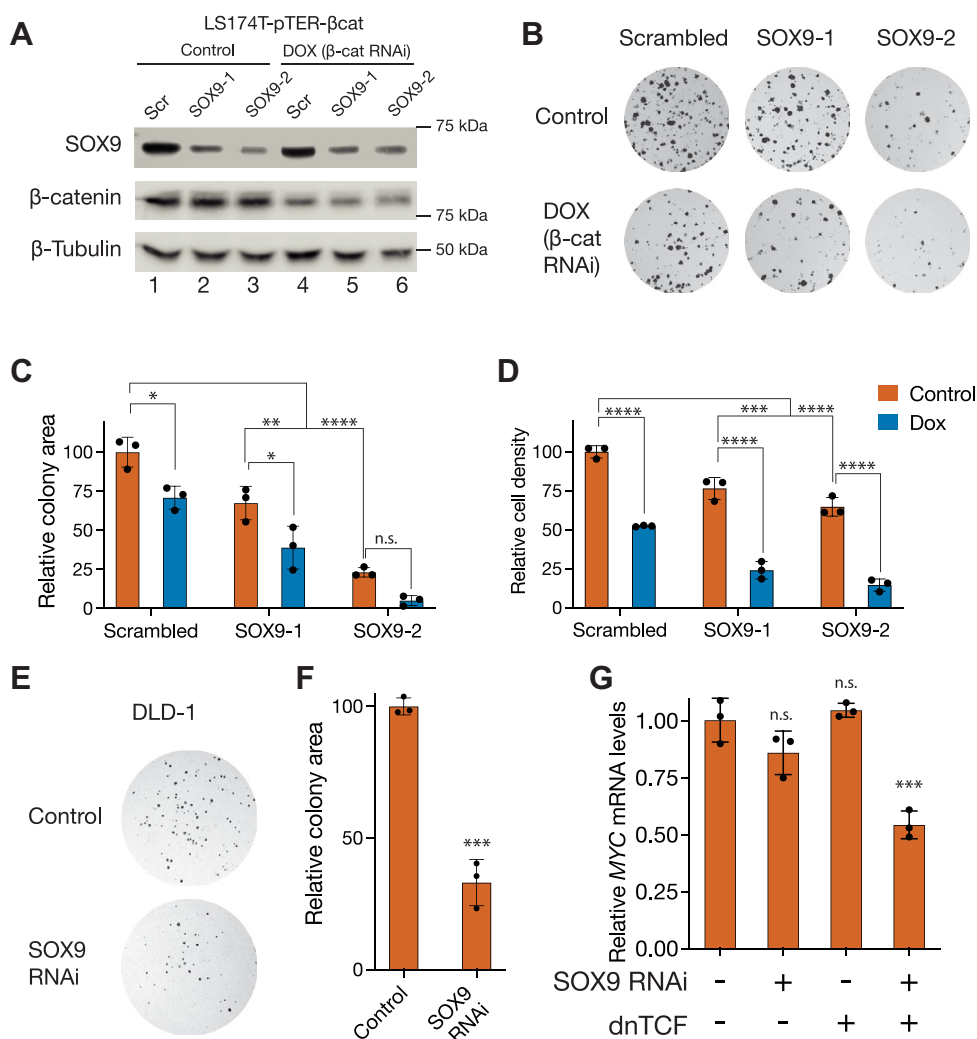 A
LS174T-pTER-βcat
Control DOX (β-cat RNAi)
Scr SOX9-1 SOX9-2 Scr SOX9-1 SOX9-2
75 kDa
SOX9
β-catenin
75 kDa
β-Tubulin
50 kDa
1 2 3 4 5 6
B
Scrambled SOX9-1 SOX9-2
Control
DOX
(β-cat
RNAi)
C
Relative colony area
100
75
50
25
0
* ** **** * n.s.
Scrambled SOX9-1 SOX9-2
D
Relative cell density
100
75
50
25
0
**** *** **** **** ****
Control
Dox
Scrambled SOX9-1 SOX9-2
E
DLD-1
Control
SOX9
RNAi
F
Relative colony area
100
50
0
***
Control
SOX9
RNAi
G
Relative MYC mRNA levels
1.00
0.75
0.50
0.25
0.00
n.s. n.s. ***
SOX9 RNAi - + - +
dnTCF - - + +